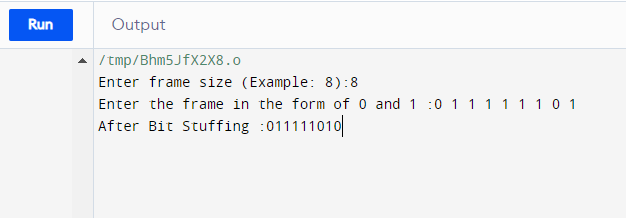 Run Output
/tmp/Bhm5JfX2X8.o
Enter frame size (Example: 8):8
Enter the frame in the form of 0 and 1 :0 1 1 1 1 1 1 0 1
After Bit Stuffing :011111010